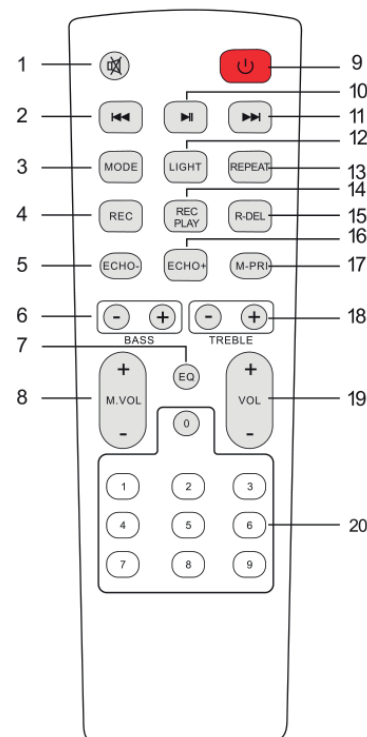 1
9
10
2
11
12
3
MODE
LIGHT
REPEAT
13
14
4
REC
REC
PLAY
R-DEL
15
16
5
ECHO-
ECHO+
M-PRI
17
6
- +
- +
18
BASS
TREBLE
7
EQ
8
+
M.VOL
-
+
VOL
-
19
0
1 2 3
4 5 6
20
7 8 9